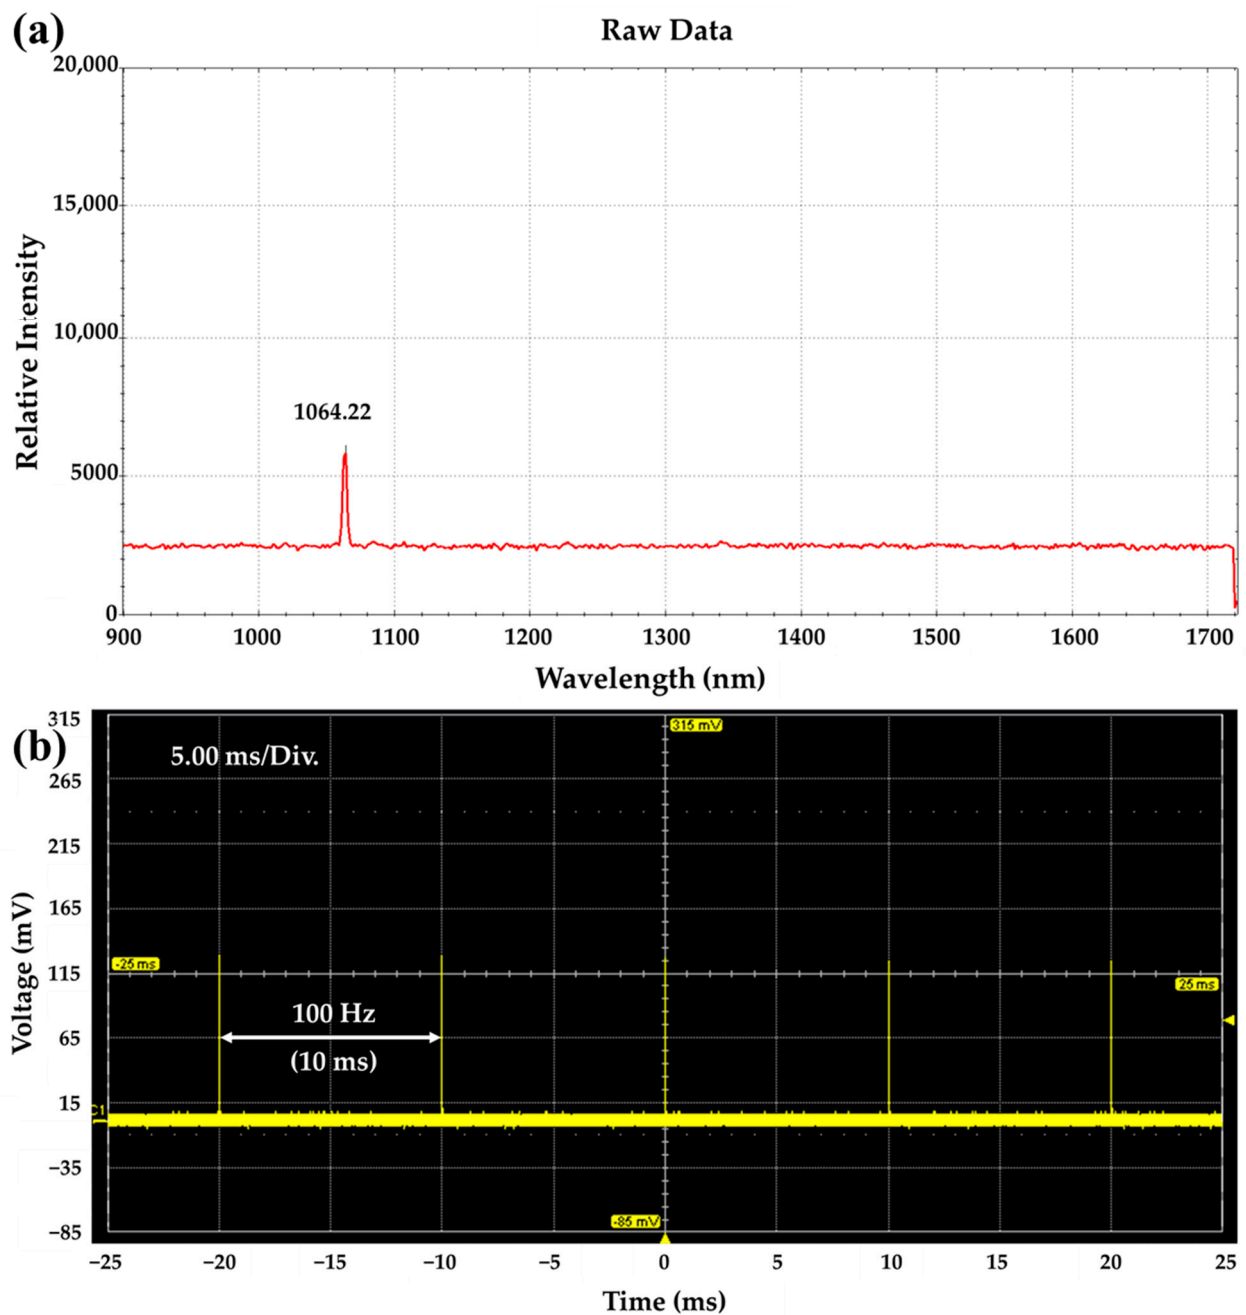 (a)
Raw Data
20,000
15,000
10,000
5000
0
Relative Intensity
1064.22
900 1000 1100 1200 1300 1400 1500 1600 1700
Wavelength (nm)
(b)
315
265
215
165
115
65
15
−35
−85
Voltage (mV)
5.00 ms/Div.
315 mV
-25 ms
25 ms
100 Hz
(10 ms)
C1
-85 mV
−25 −20 −15 −10 −5 0 5 10 15 20 25
Time (ms)